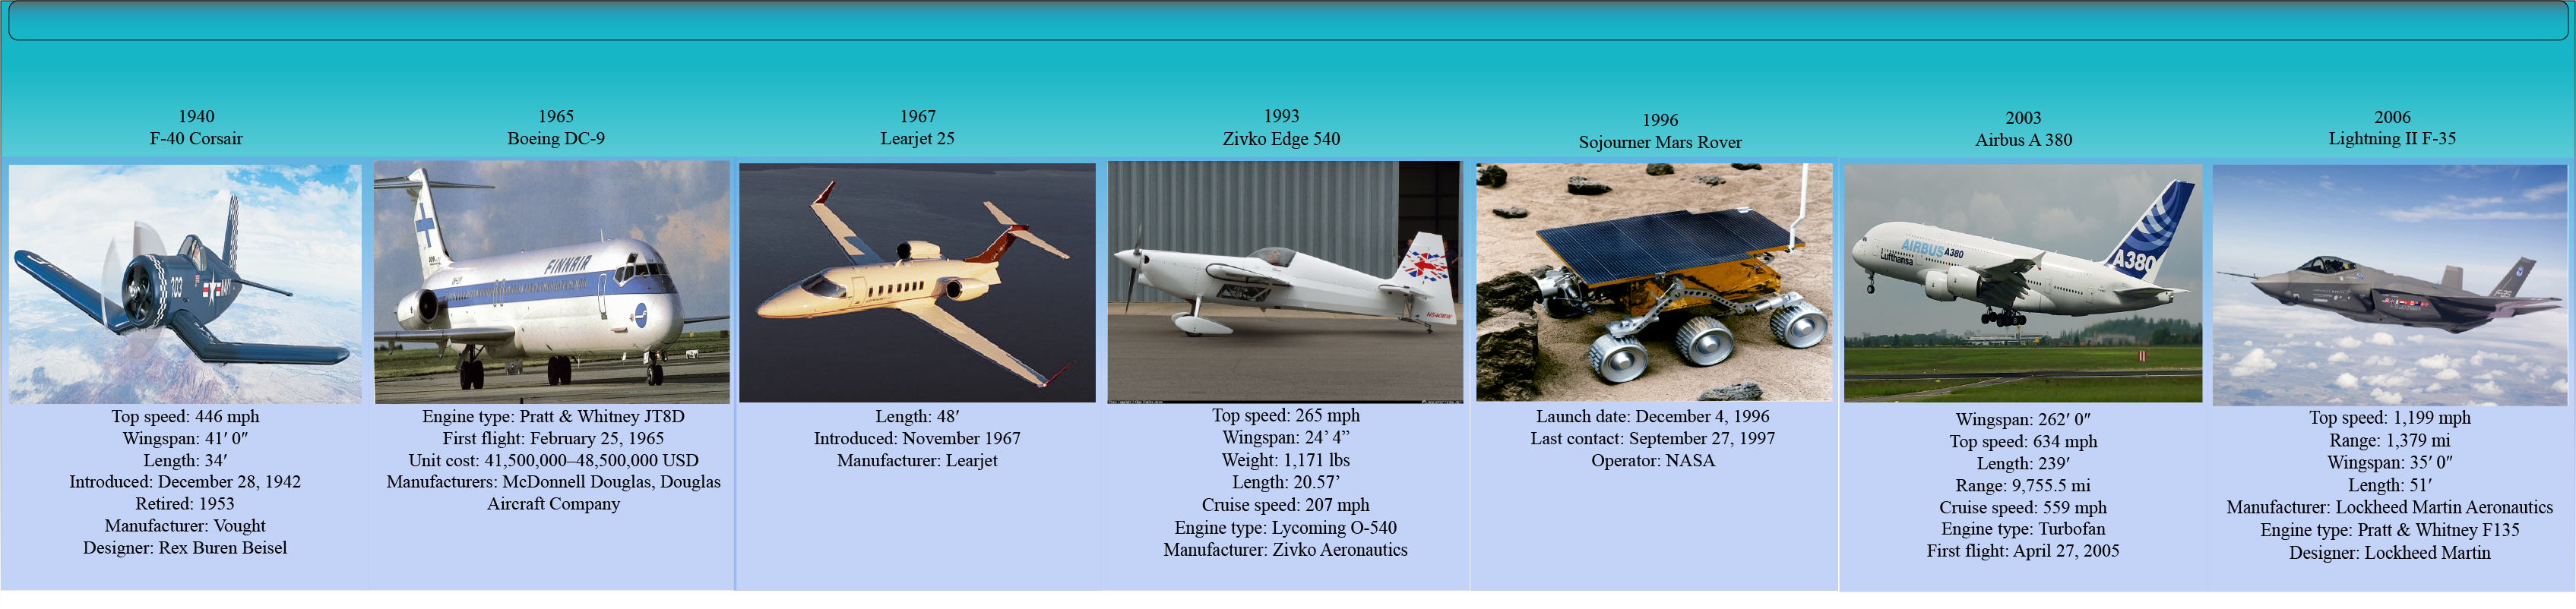 1940
F-40 Corsair
Top speed: 446 mph
Wingspan: 41′ 0″
Length: 34′
Introduced: December 28, 1942
Retired: 1953
Manufacturer: Vought
Designer: Rex Buren Beisel
1965
Boeing DC-9
FINNAIR
Engine type: Pratt & Whitney JT8D
First flight: February 25, 1965
Unit cost: 41,500,000–48,500,000 USD
Manufacturers: McDonnell Douglas, Douglas
Aircraft Company
1967
Learjet 25
Length: 48′
Introduced: November 1967
Manufacturer: Learjet
1993
Zivko Edge 540
Top speed: 265 mph
Wingspan: 24’ 4”
Weight: 1,171 lbs
Length: 20.57’
Cruise speed: 207 mph
Engine type: Lycoming O-540
Manufacturer: Zivko Aeronautics
1996
Sojourner Mars Rover
Launch date: December 4, 1996
Last contact: September 27, 1997
Operator: NASA
2003
Airbus A 380
AIRBUS A380
Lufthansa
A380
Wingspan: 262′ 0″
Top speed: 634 mph
Length: 239′
Range: 9,755.5 mi
Cruise speed: 559 mph
Engine type: Turbofan
First flight: April 27, 2005
2006
Lightning II F-35
Top speed: 1,199 mph
Range: 1,379 mi
Wingspan: 35′ 0″
Length: 51′
Manufacturer: Lockheed Martin Aeronautics
Engine type: Pratt & Whitney F135
Designer: Lockheed Martin